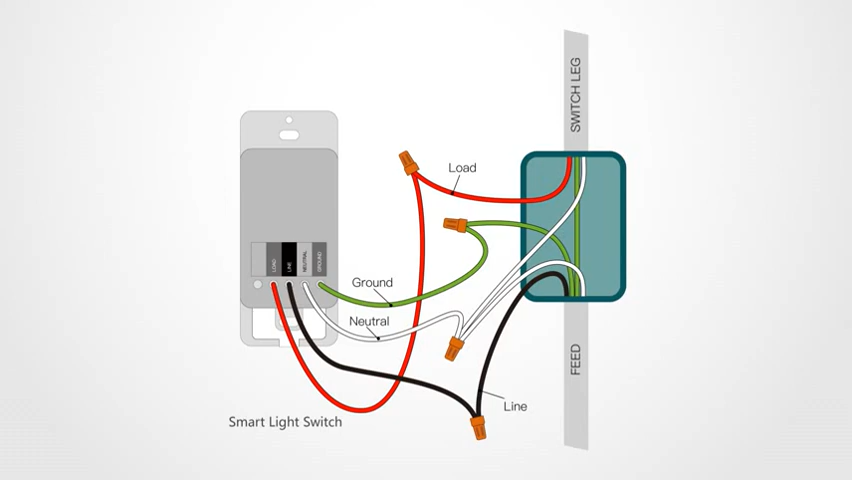 SWITCH LEG
Load
LOAD
LINE
NEUTRAL
GROUND
Ground
Neutral
FEED
Line
Smart Light Switch